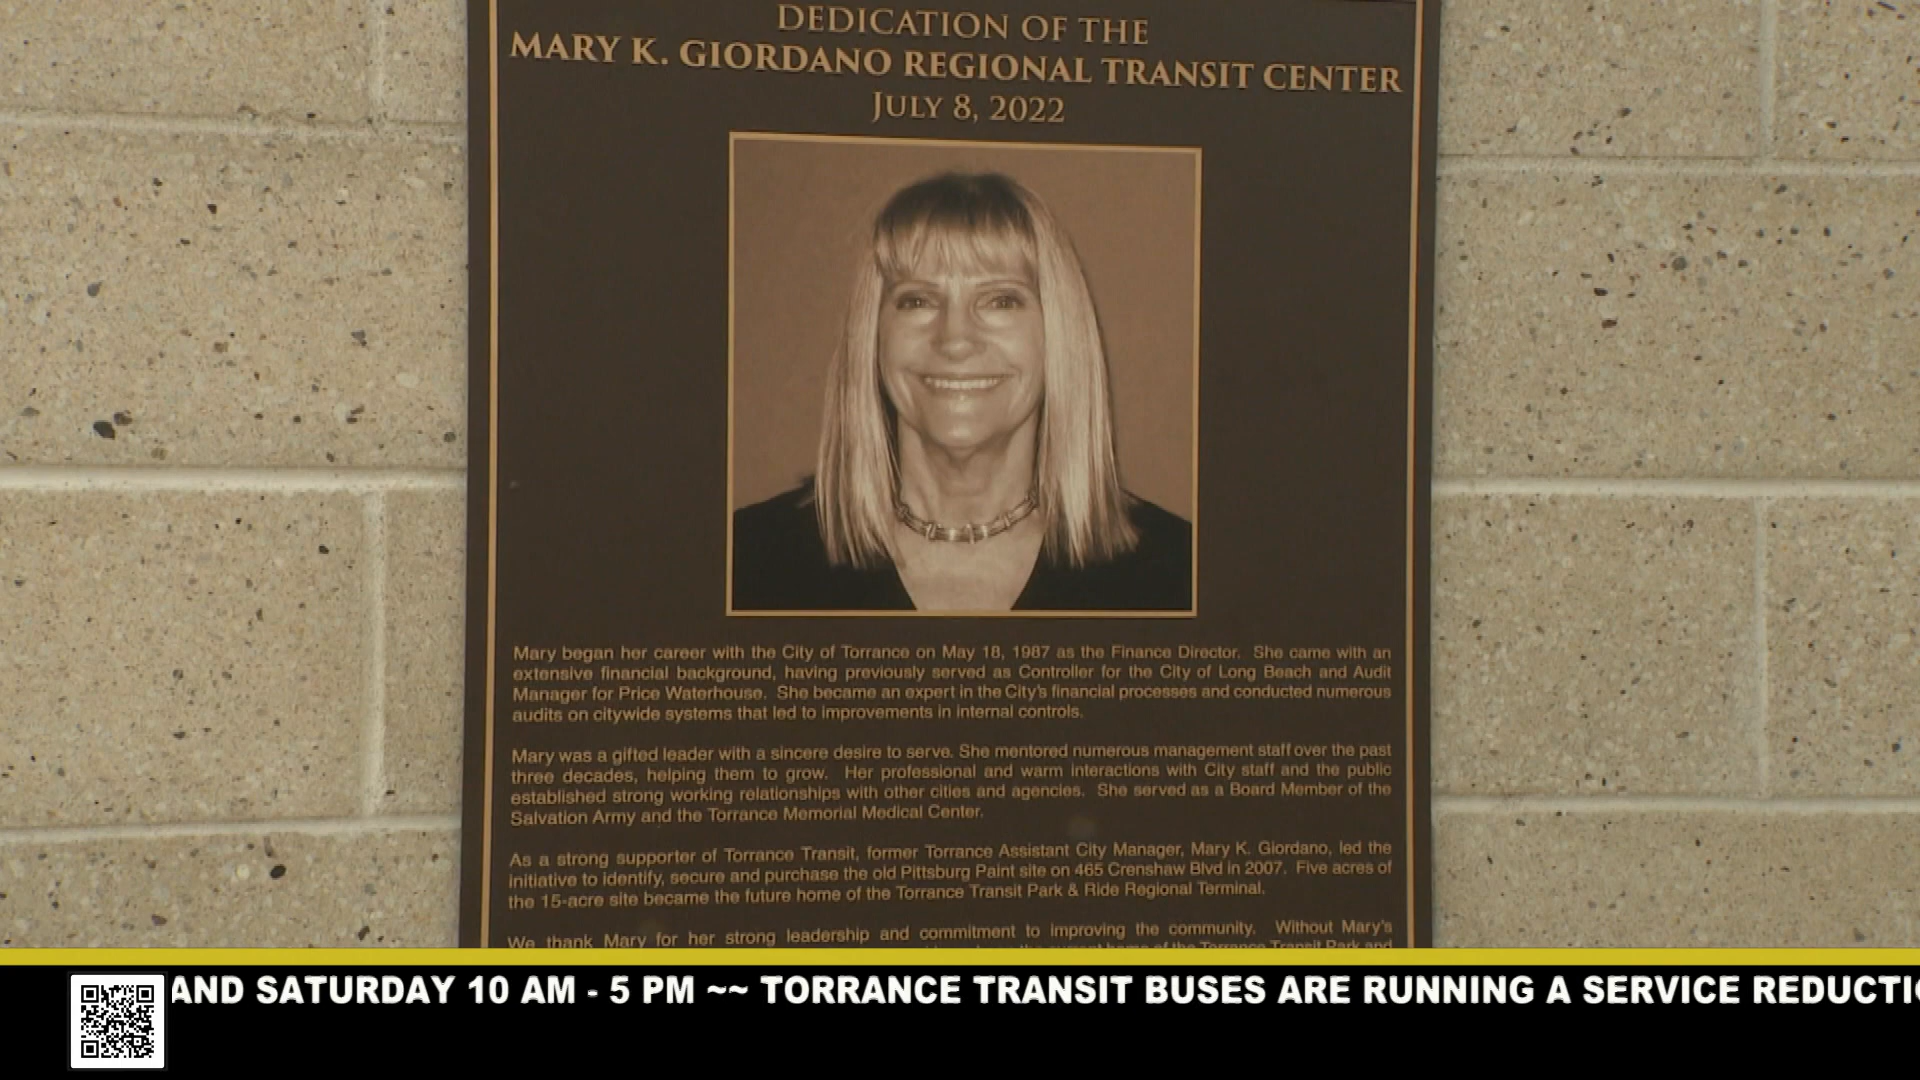 DEDICATION OF THE
MARY K. GIORDANO REGIONAL TRANSIT CENTER
JULY 8, 2022
Mary began her career with the City of Torrance on May 18, 1987 as the Finance Director. She came with an
extensive financial background, having previously served as Controller for the City of Long Beach and Audit
Manager for Price Waterhouse. She became an expert in the City's financial processes and conducted numerous
audits on citywide systems that led to improvements in internal controls.
Mary was a gifted leader with a sincere desire to serve. She mentored numerous management staff over the past
three decades, helping them to grow. Her professional and warm interactions with City staff and the public
established strong working relationships with other cities and agencies. She served as a Board Member of the
Salvation Army and the Torrance Memorial Medical Center.
As a strong supporter of Torrance Transit, former Torrance Assistant City Manager, Mary K. Giordano, led the
initiative to identify, secure and purchase the old Pittsburg Paint site on 465 Crenshaw Blvd in 2007. Five acres of
the 15-acre site became the future home of the Torrance Transit Park & Ride Regional Terminal.
We thank Mary for her strong leadership and commitment to improving the community. Without Mary's
the current home of the Torrance Transit Park and
AND SATURDAY 10 AM - 5 PM ~~ TORRANCE TRANSIT BUSES ARE RUNNING A SERVICE REDUCTI